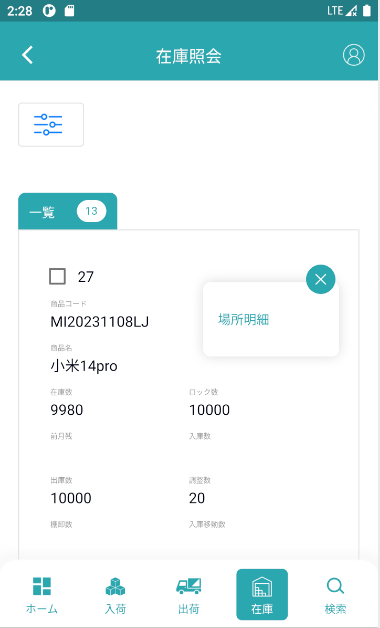 2:28
LTE
在庫照会
一覧 13
27
商品コード
MI20231108LJ
場所明細
商品名
小米14pro
在庫数 ロック数
9980 10000
前月残 入庫数
出庫数 調整数
10000 20
棚卸数 入庫移動数
ホーム 入荷 出荷 在庫 検索